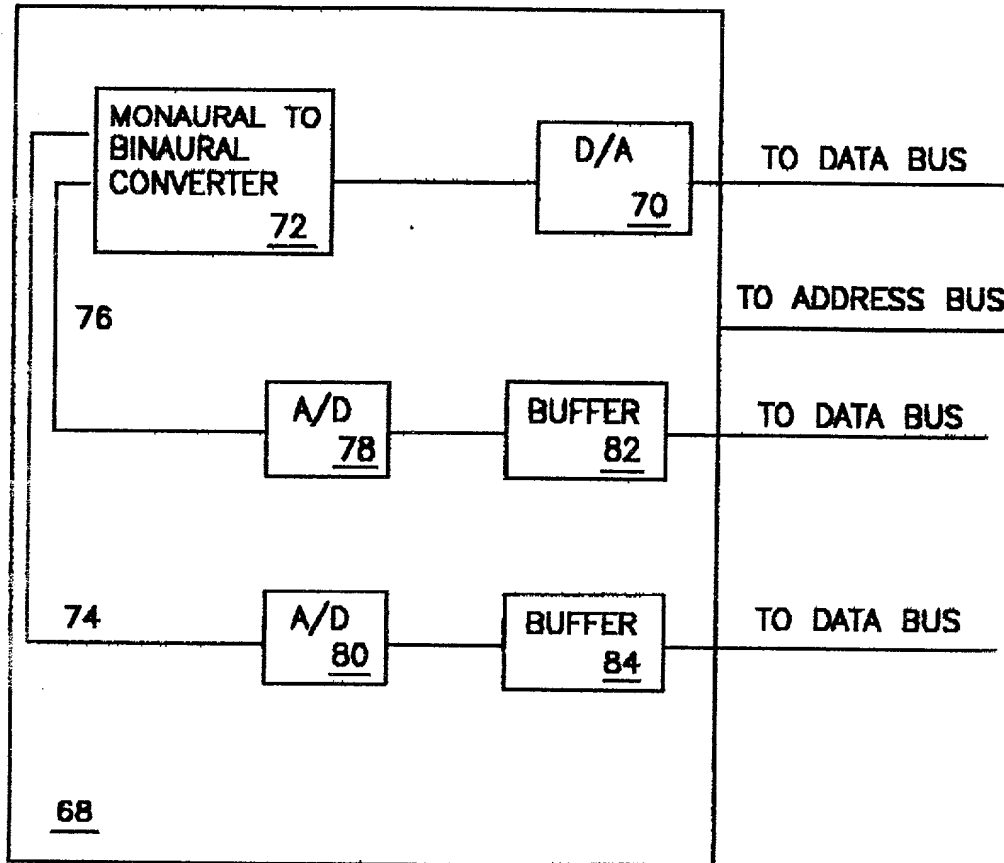 MONAURAL TO
BINAURAL
CONVERTER
72
D/A
70
TO DATA BUS
TO ADDRESS BUS
76
A/D
78
BUFFER
82
TO DATA BUS
74
A/D
80
BUFFER
84
TO DATA BUS
68